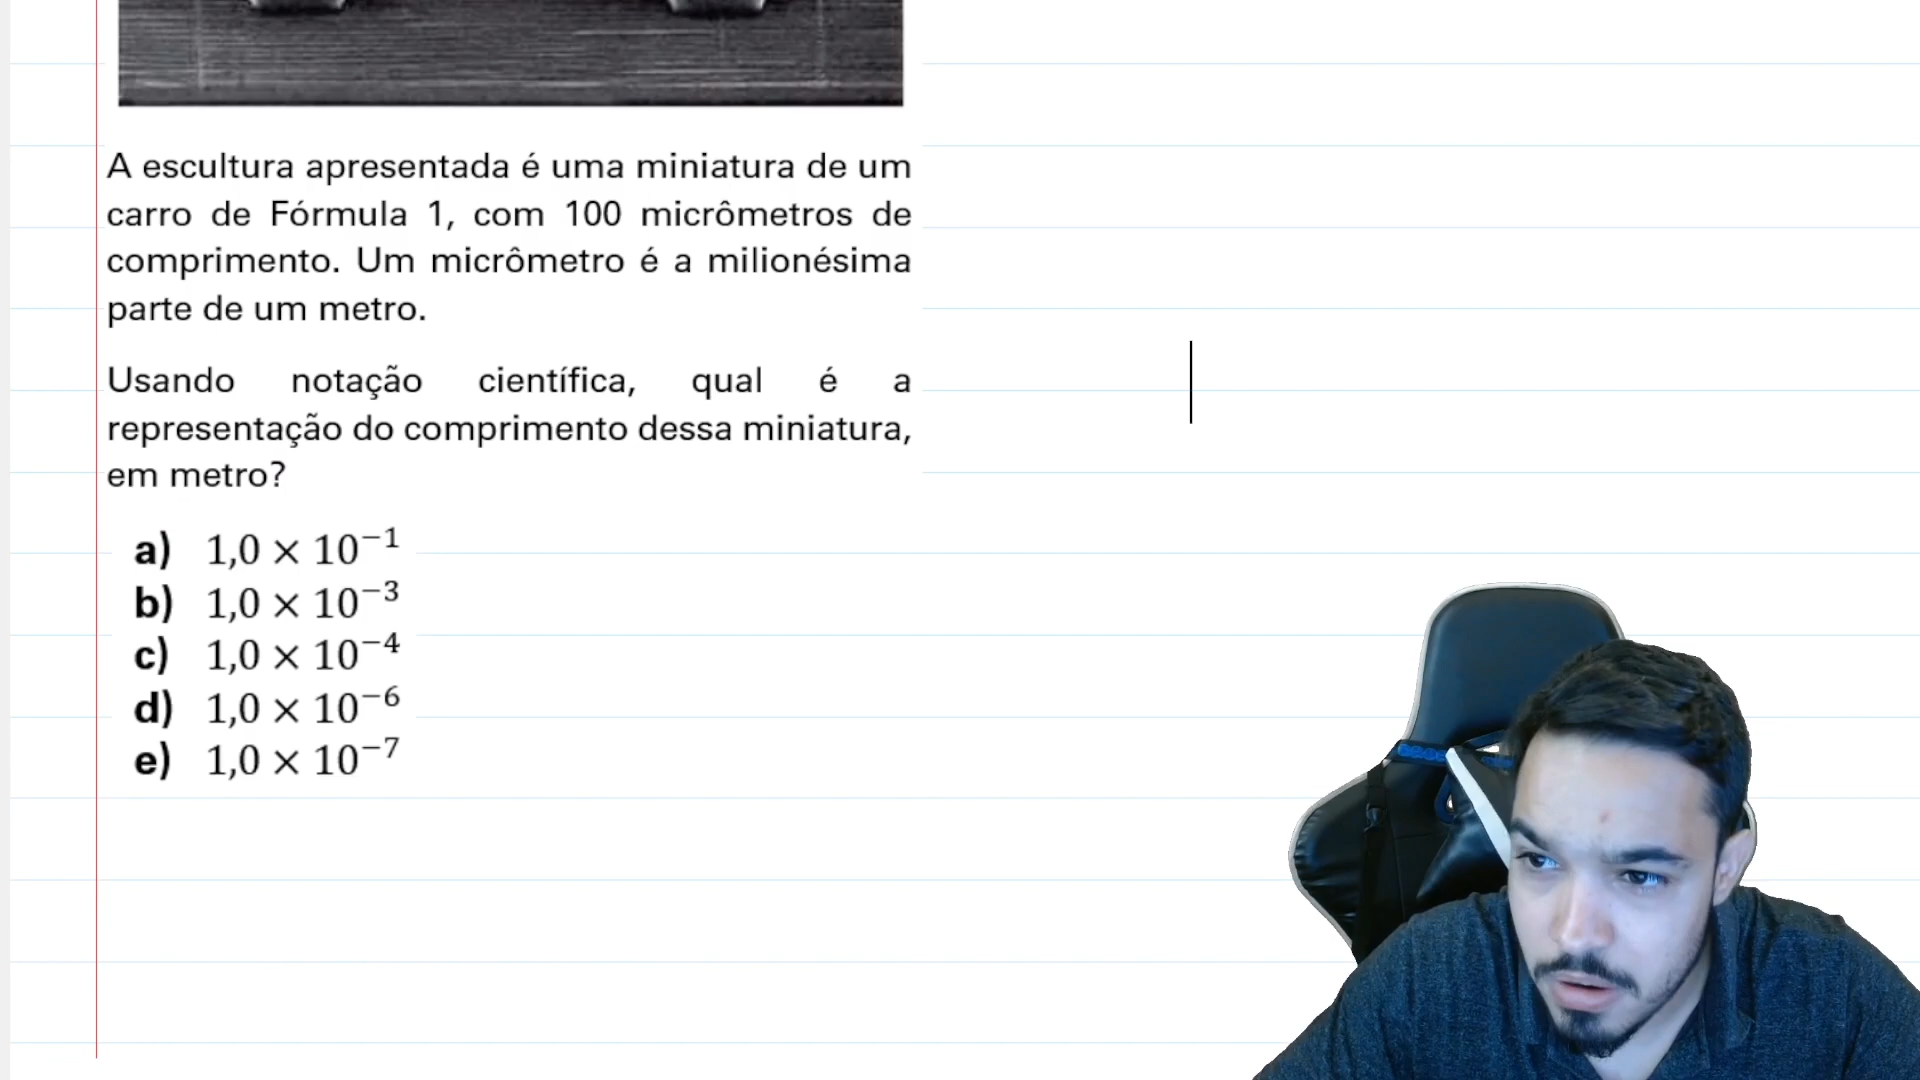 A escultura apresentada é uma miniatura de um
carro de Fórmula 1, com 100 micrômetros de
comprimento. Um micrômetro é a milionésima
parte de um metro.
Usando notação científica, qual é a
representação do comprimento dessa miniatura,
em metro?
a) 1,0 × 10⁻¹
b) 1,0 × 10⁻³
c) 1,0 × 10⁻⁴
d) 1,0 × 10⁻⁶
e) 1,0 × 10⁻⁷